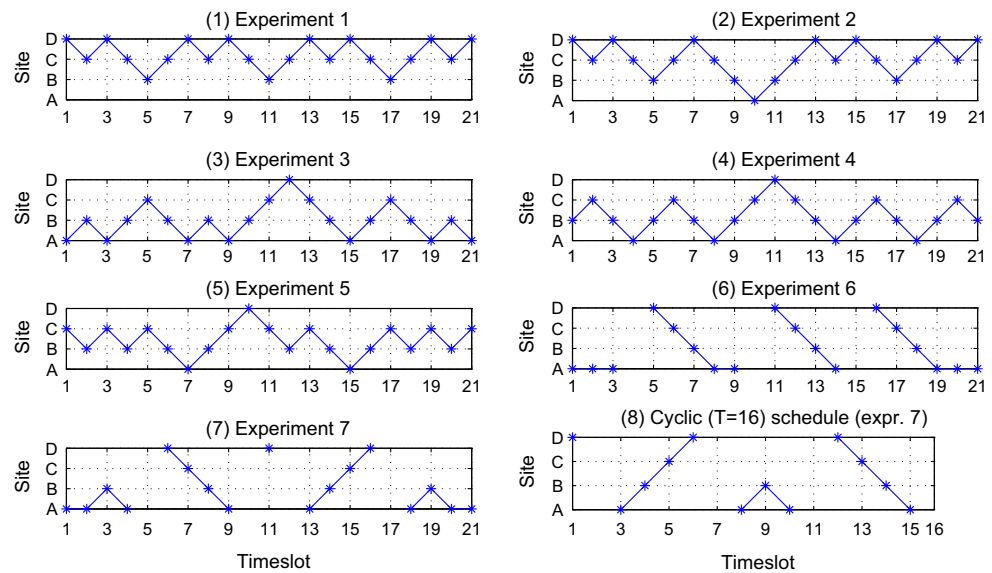 (1) Experiment 1
D
C
B
A
Site
1 3 5 7 9 11 13 15 17 19 21
(2) Experiment 2
D
C
B
A
Site
1 3 5 7 9 11 13 15 17 19 21
(3) Experiment 3
D
C
B
A
Site
1 3 5 7 9 11 13 15 17 19 21
(4) Experiment 4
D
C
B
A
Site
1 3 5 7 9 11 13 15 17 19 21
(5) Experiment 5
D
C
B
A
Site
1 3 5 7 9 11 13 15 17 19 21
(6) Experiment 6
D
C
B
A
Site
1 3 5 7 9 11 13 15 17 19 21
(7) Experiment 7
D
C
B
A
Site
1 3 5 7 9 11 13 15 17 19 21
Timeslot
(8) Cyclic (T=16) schedule (expr. 7)
D
C
B
A
Site
1 3 5 7 9 11 13 15 16
Timeslot